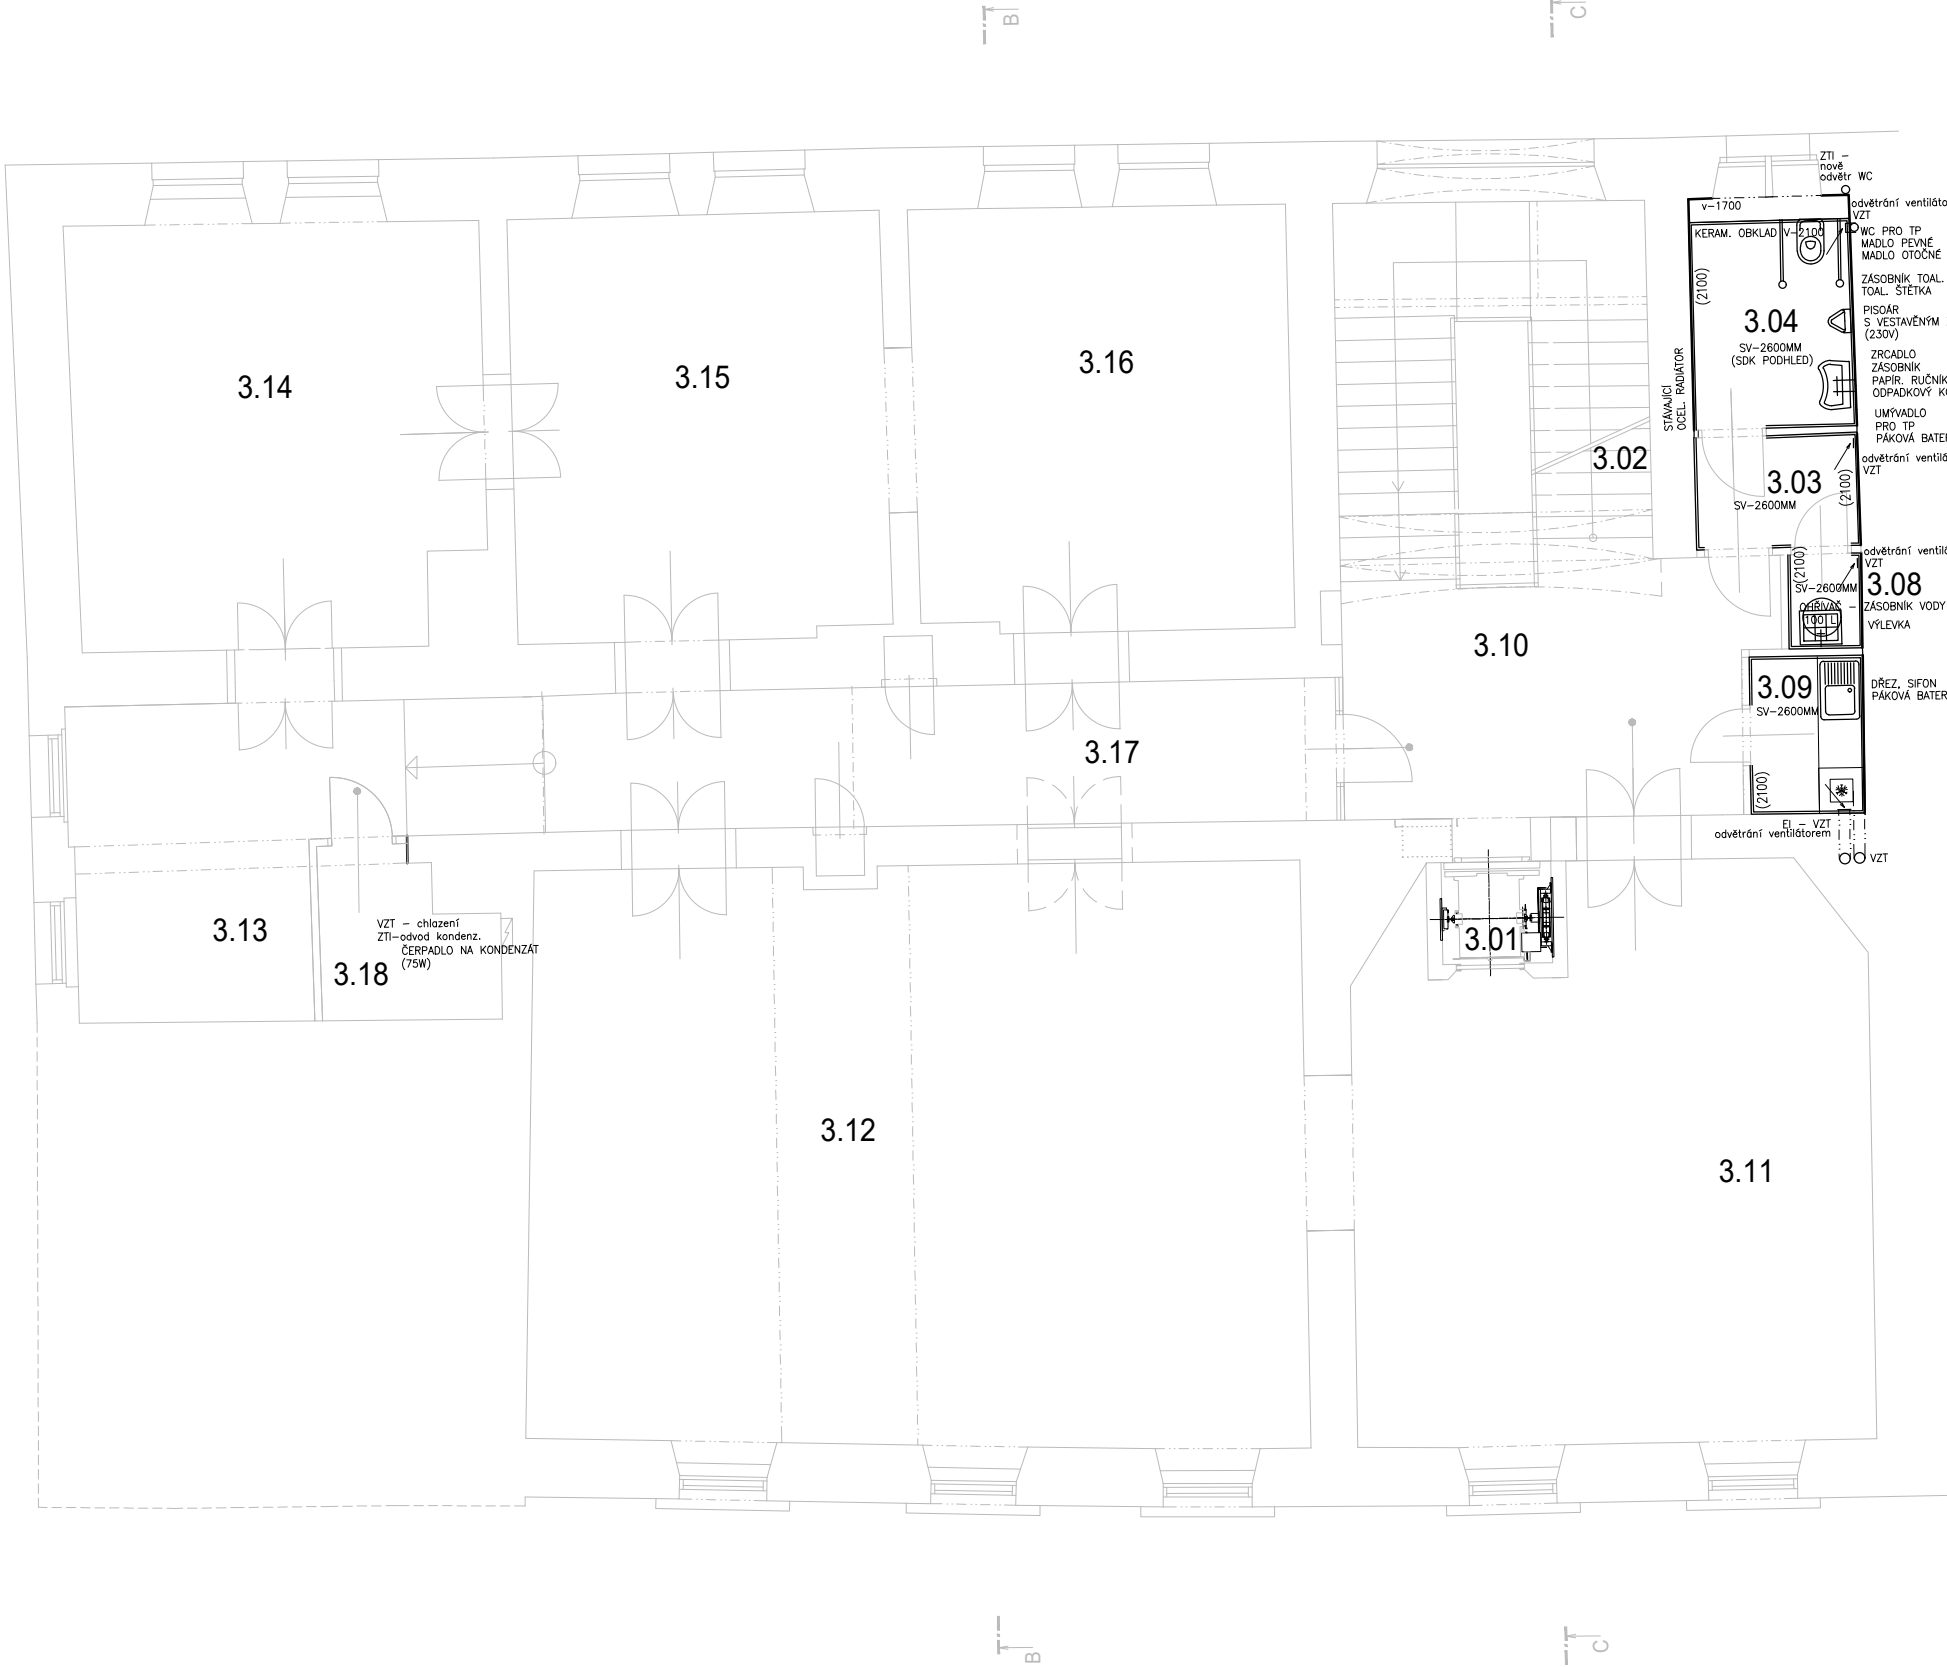 B
C
ZTI –
nově
odvětr WC
v-1700
odvětrání ventiláto
VZT
KERAM. OBKLAD V-2100
WC PRO TP
MADLO PEVNÉ
MADLO OTOČNÉ
(2100)
ZÁSOBNÍK TOAL.
TOAL. ŠTĚTKA
PISOÁR
S VESTAVĚNÝM
(230V)
3.04
SV-2600MM
(SDK PODHLED)
ZRCADLO
ZÁSOBNÍK
PAPÍR. RUČNÍK
ODPADKOVÝ KO
STÁVAJÍCÍ
OCEL. RADIÁTOR
UMÝVADLO
PRO TP
PÁKOVÁ BATER
3.14
3.15
3.16
3.02
odvětrání ventilá
VZT
3.03
SV-2600MM
(2100)
odvětrání ventilá
VZT
(2100)
SV-2600MM
3.08
OHŘÍVAČ – ZÁSOBNÍK VODY
100 L
VÝLEVKA
3.10
3.09
SV-2600MM
DŘEZ, SIFON
PÁKOVÁ BATER
(2100)
3.17
EI – VZT
odvětrání ventilátorem
VZT
3.13
VZT – chlazení
ZTI-odvod kondenz.
ČERPADLO NA KONDENZÁT
(75W)
3.18
3.01
3.12
3.11
B
C